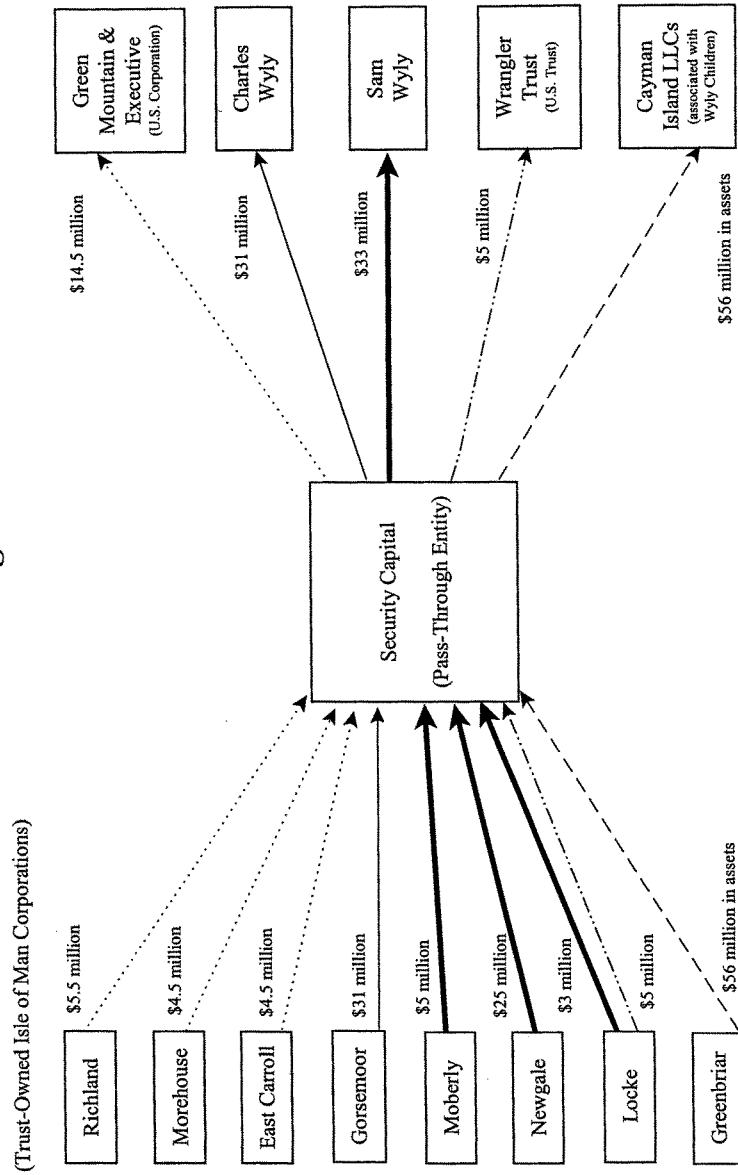 (Trust-Owned Isle of Man Corporations)
Richland
Morehouse
East Carroll
Gorsemoor
Moberly
Newgale
Locke
Greenbriar
$5.5 million
$4.5 million
$4.5 million
$31 million
$5 million
$25 million
$3 million
$5 million
$56 million in assets
Security Capital
(Pass-Through Entity)
$14.5 million
$31 million
$33 million
$5 million
$56 million in assets
Green
Mountain &
Executive
(U.S. Corporation)
Charles
Wyly
Sam
Wyly
Wrangler
Trust
(U.S. Trust)
Cayman
Island LLCs
(associated with
Wyly Children)